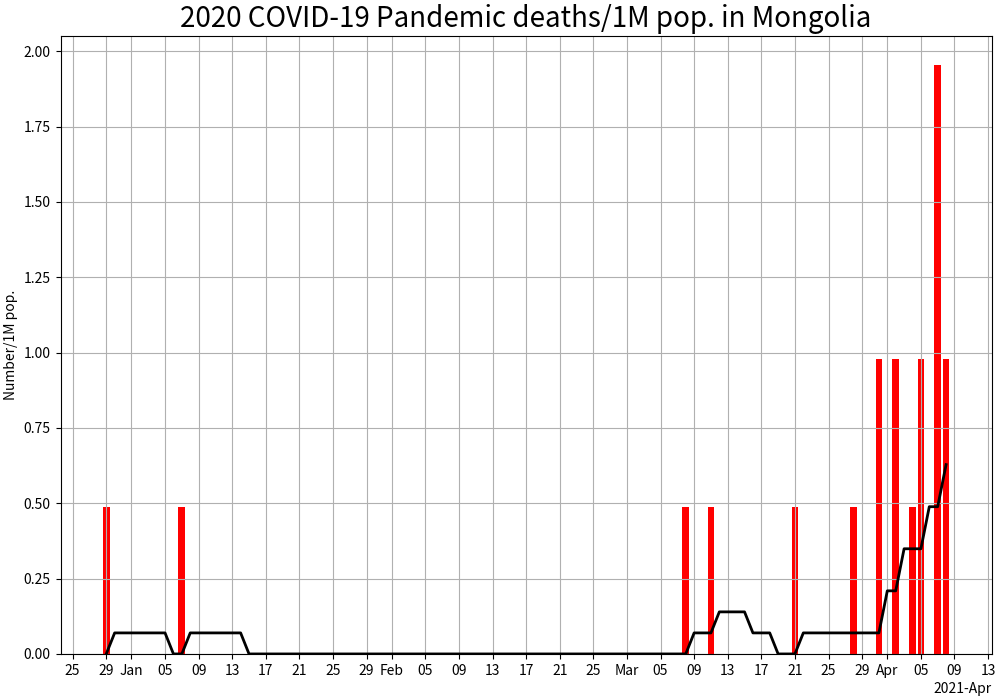 2020 COVID-19 Pandemic deaths/1M pop. in Mongolia
Number/1M pop.
2.00
1.75
1.50
1.25
1.00
0.75
0.50
0.25
0.00
25 29 Jan 05 09 13 17 21 25 29 Feb 05 09 13 17 21 25 Mar 05 09 13 17 21 25 29 Apr 05 09 13
2021-Apr